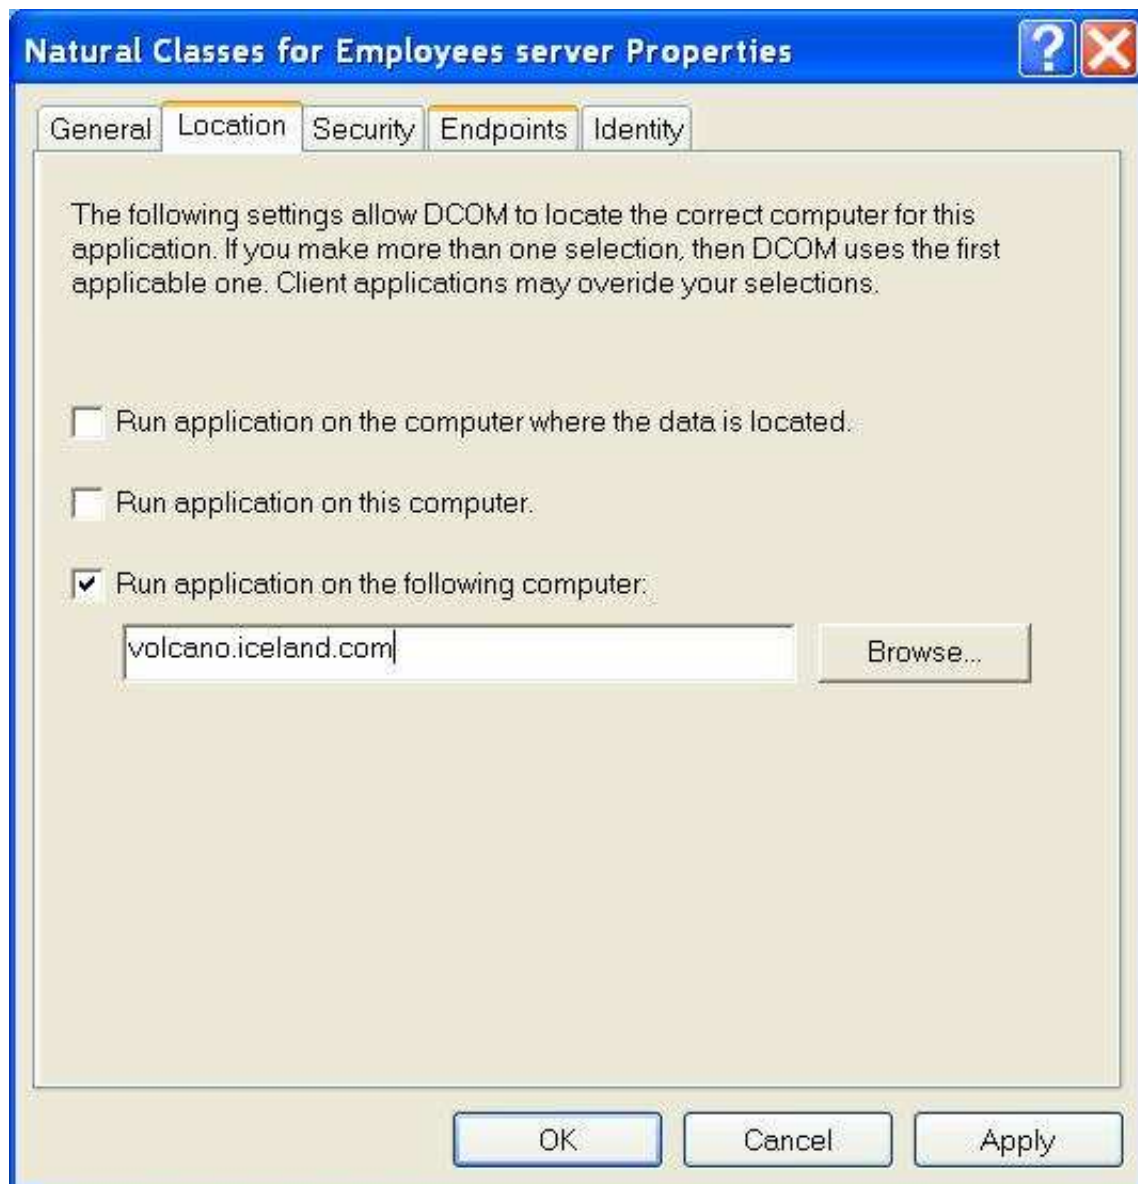 Natural Classes for Employees server Properties
General Location Security Endpoints Identity
The following settings allow DCOM to locate the correct computer for this
application. If you make more than one selection, then DCOM uses the first
applicable one. Client applications may overide your selections.
Run application on the computer where the data is located.
Run application on this computer.
Run application on the following computer:
volcano.iceland.com Browse...
OK Cancel Apply